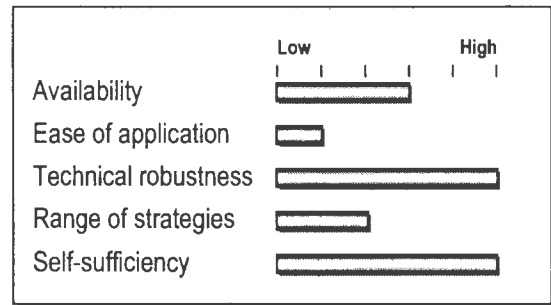 Low High
Availability
Ease of application
Technical robustness
Range of strategies
Self-sufficiency